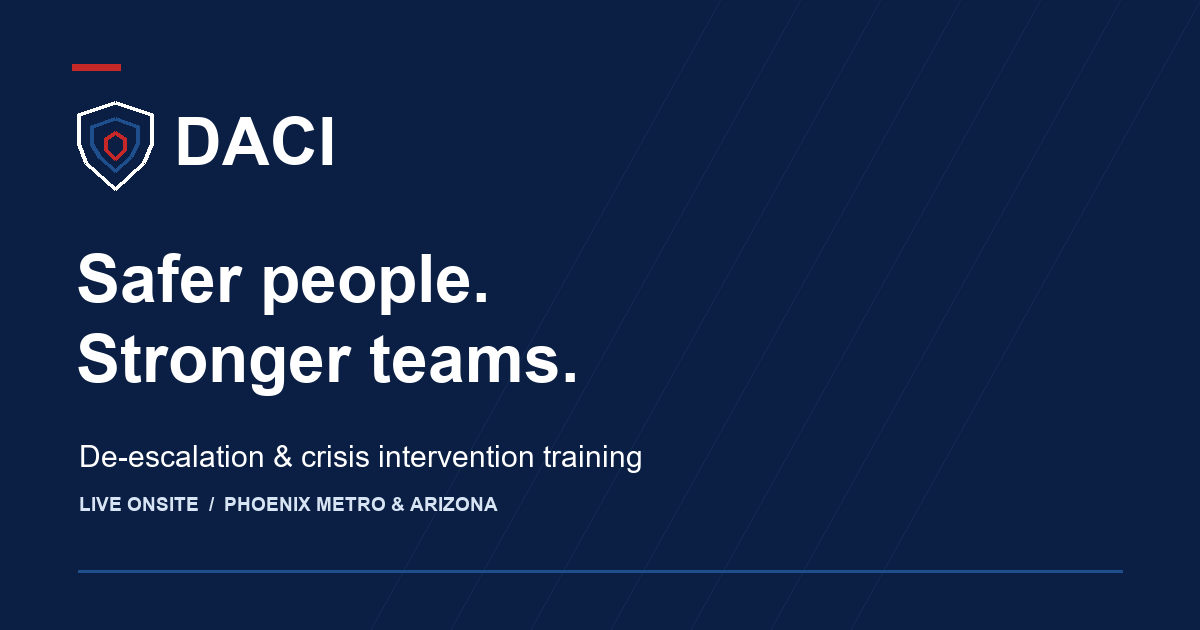 DACI
Safer people.
Stronger teams.
De-escalation & crisis intervention training
LIVE ONSITE / PHOENIX METRO & ARIZONA